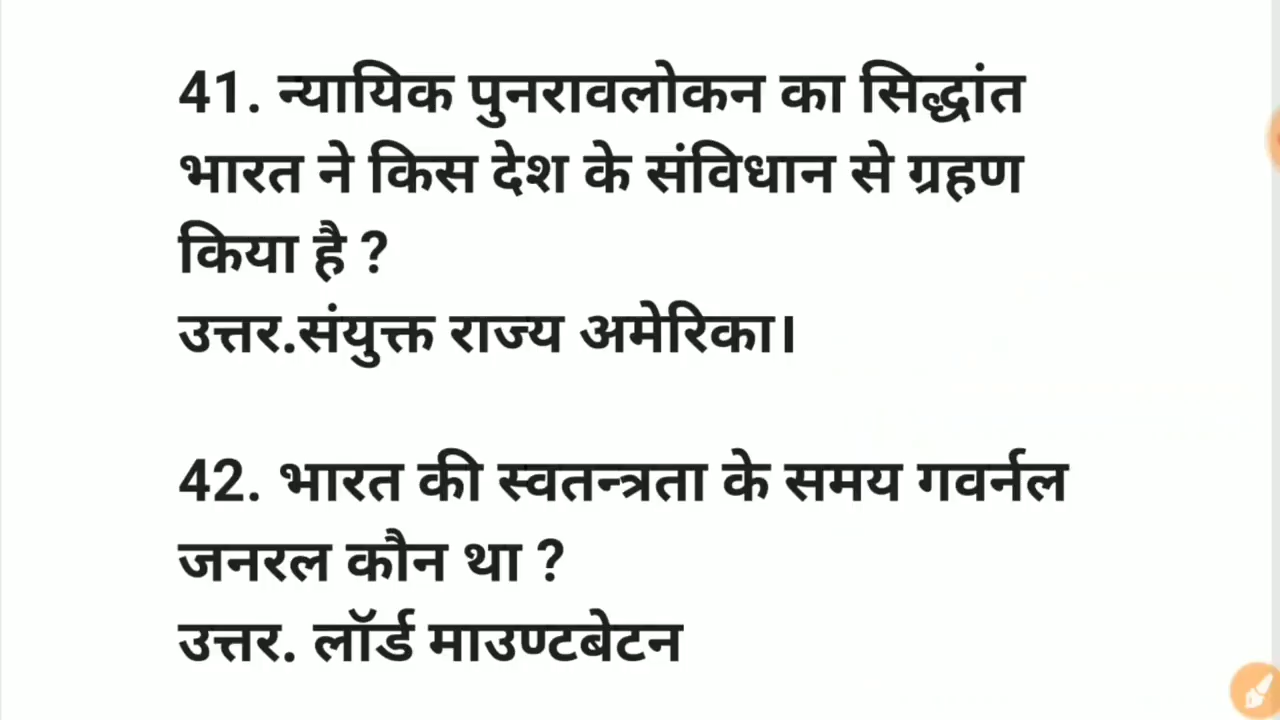 41. न्यायिक पुनरावलोकन का सिद्धांत
भारत ने किस देश के संविधान से ग्रहण
किया है ?
उत्तर.संयुक्त राज्य अमेरिका।
42. भारत की स्वतन्त्रता के समय गवर्नल
जनरल कौन था ?
उत्तर. लॉर्ड माउण्टबेटन